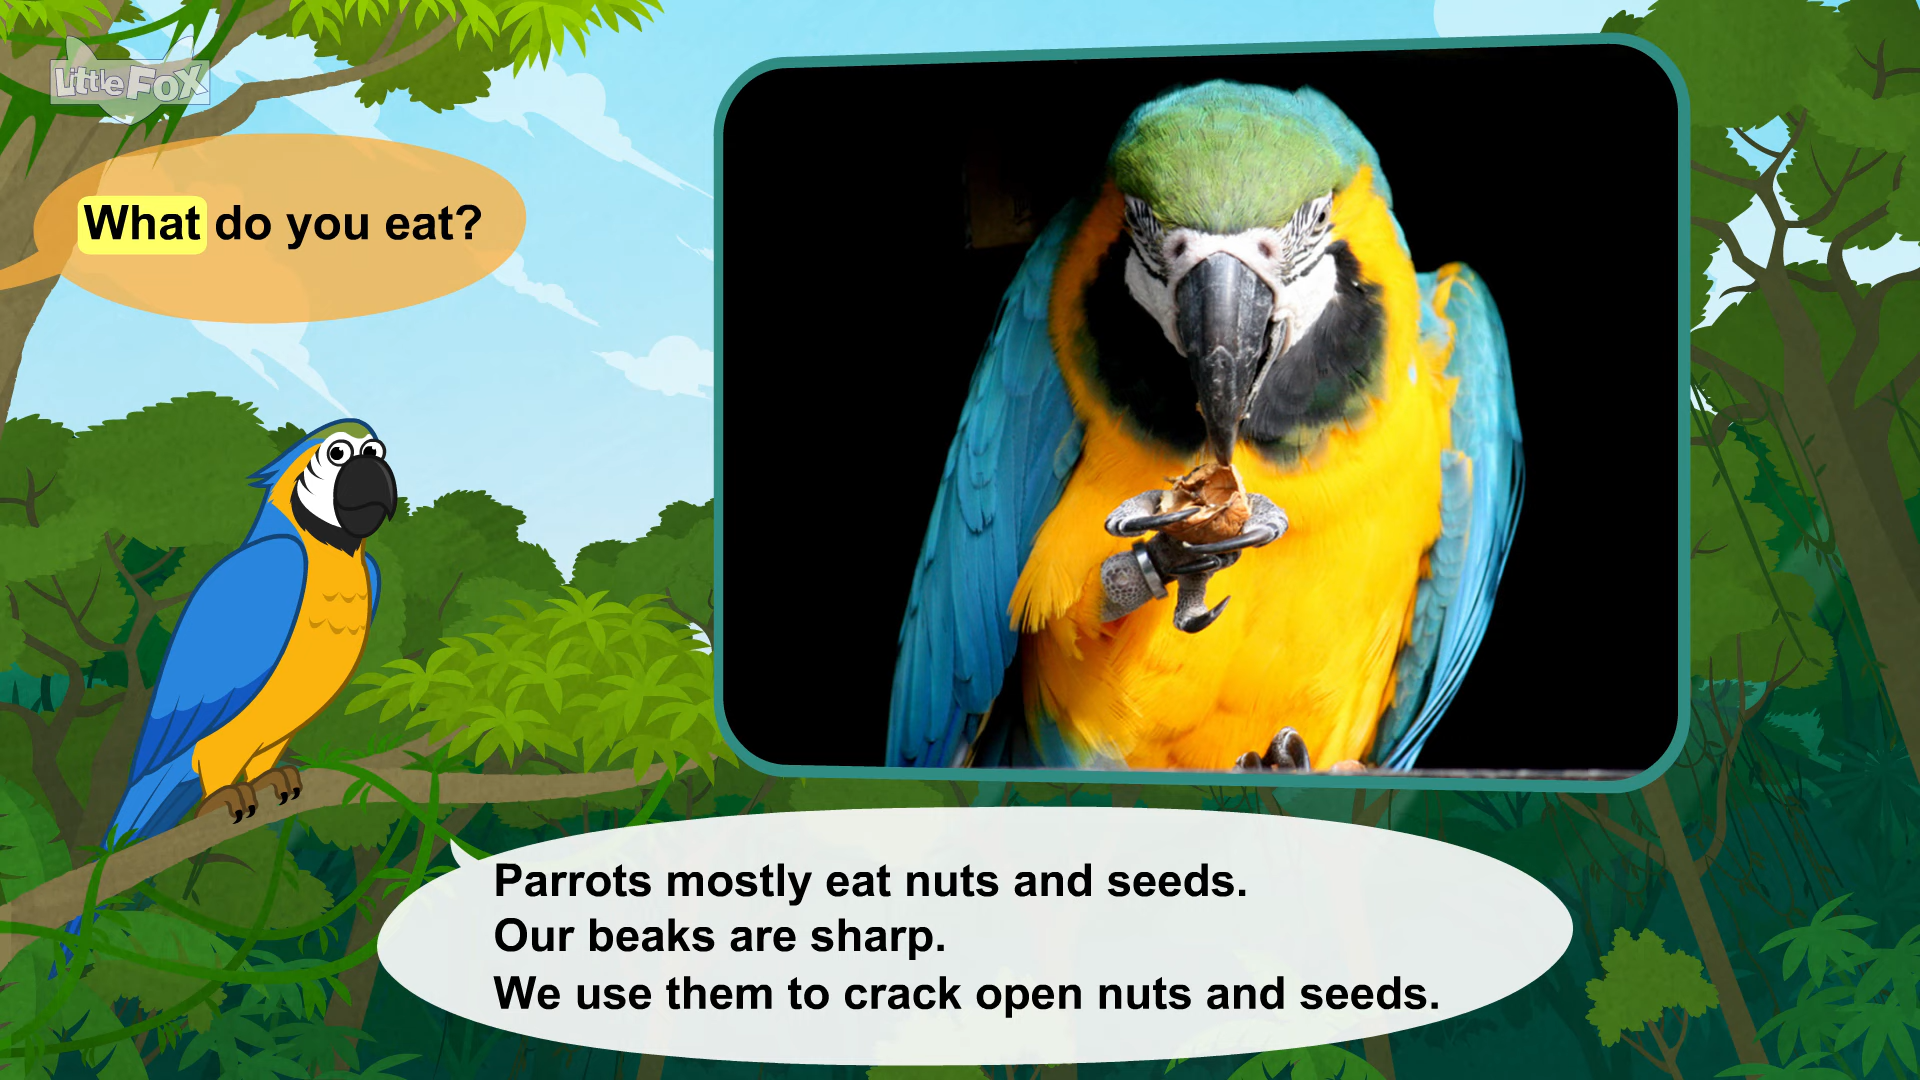 Little Fox
What do you eat?
Parrots mostly eat nuts and seeds.
Our beaks are sharp.
We use them to crack open nuts and seeds.